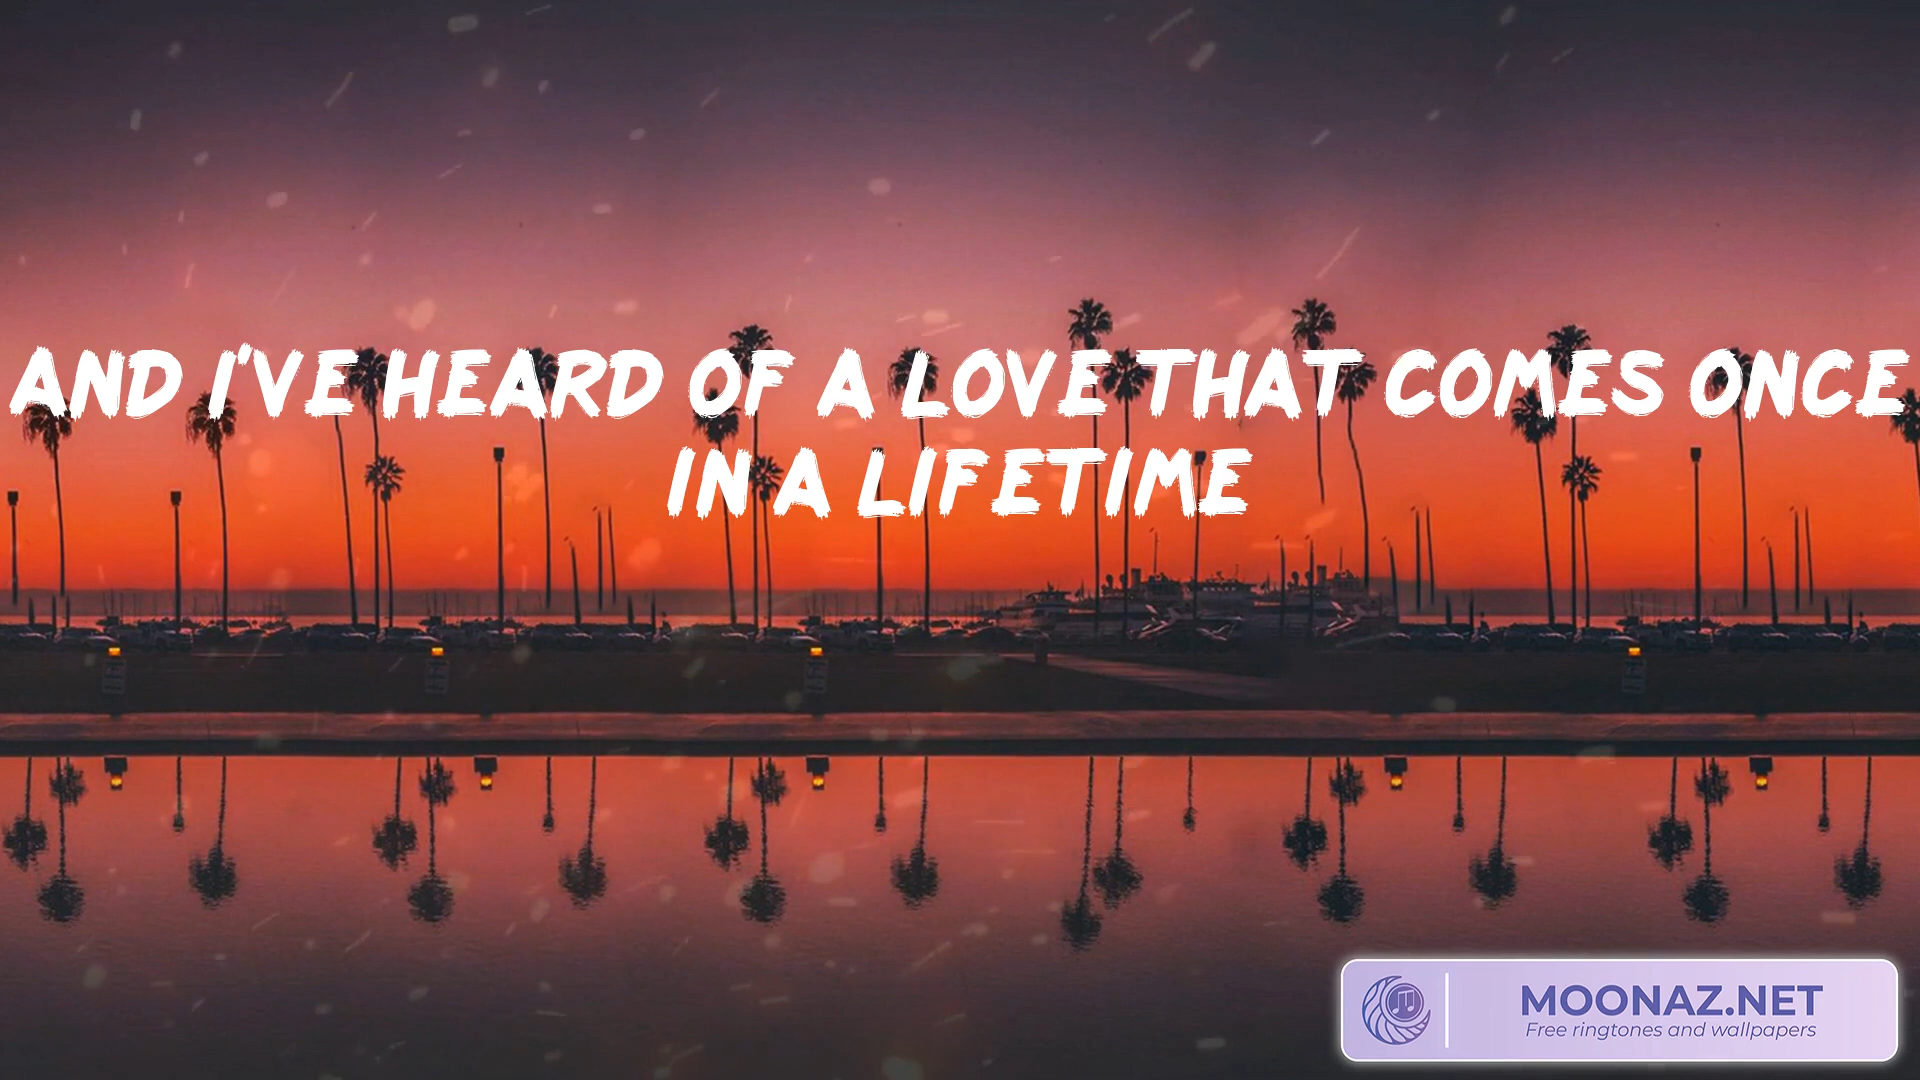 AND I'VE HEARD OF A LOVE THAT COMES ONCE
IN A LIFETIME
MOONAZ.NET
Free ringtones and wallpapers